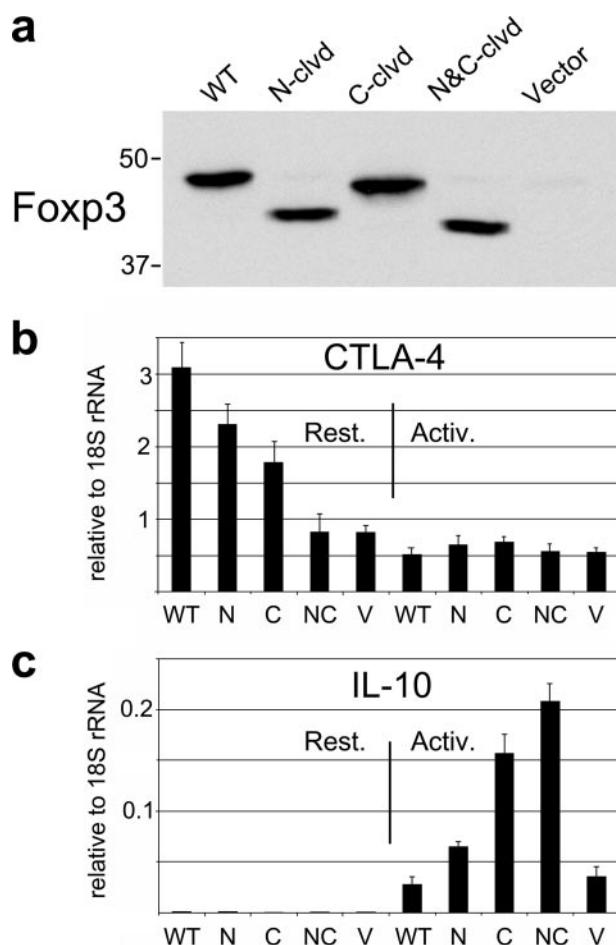 a
WT N-clvd C-clvd N&C-clvd Vector
50-
Foxp3
37-
b
CTLA-4
relative to 18S rRNA
3
2
1
Rest. Activ.
WT N C NC V WT N C NC V
c
IL-10
relative to 18S rRNA
0.2
0.1
Rest. Activ.
WT N C NC V WT N C NC V